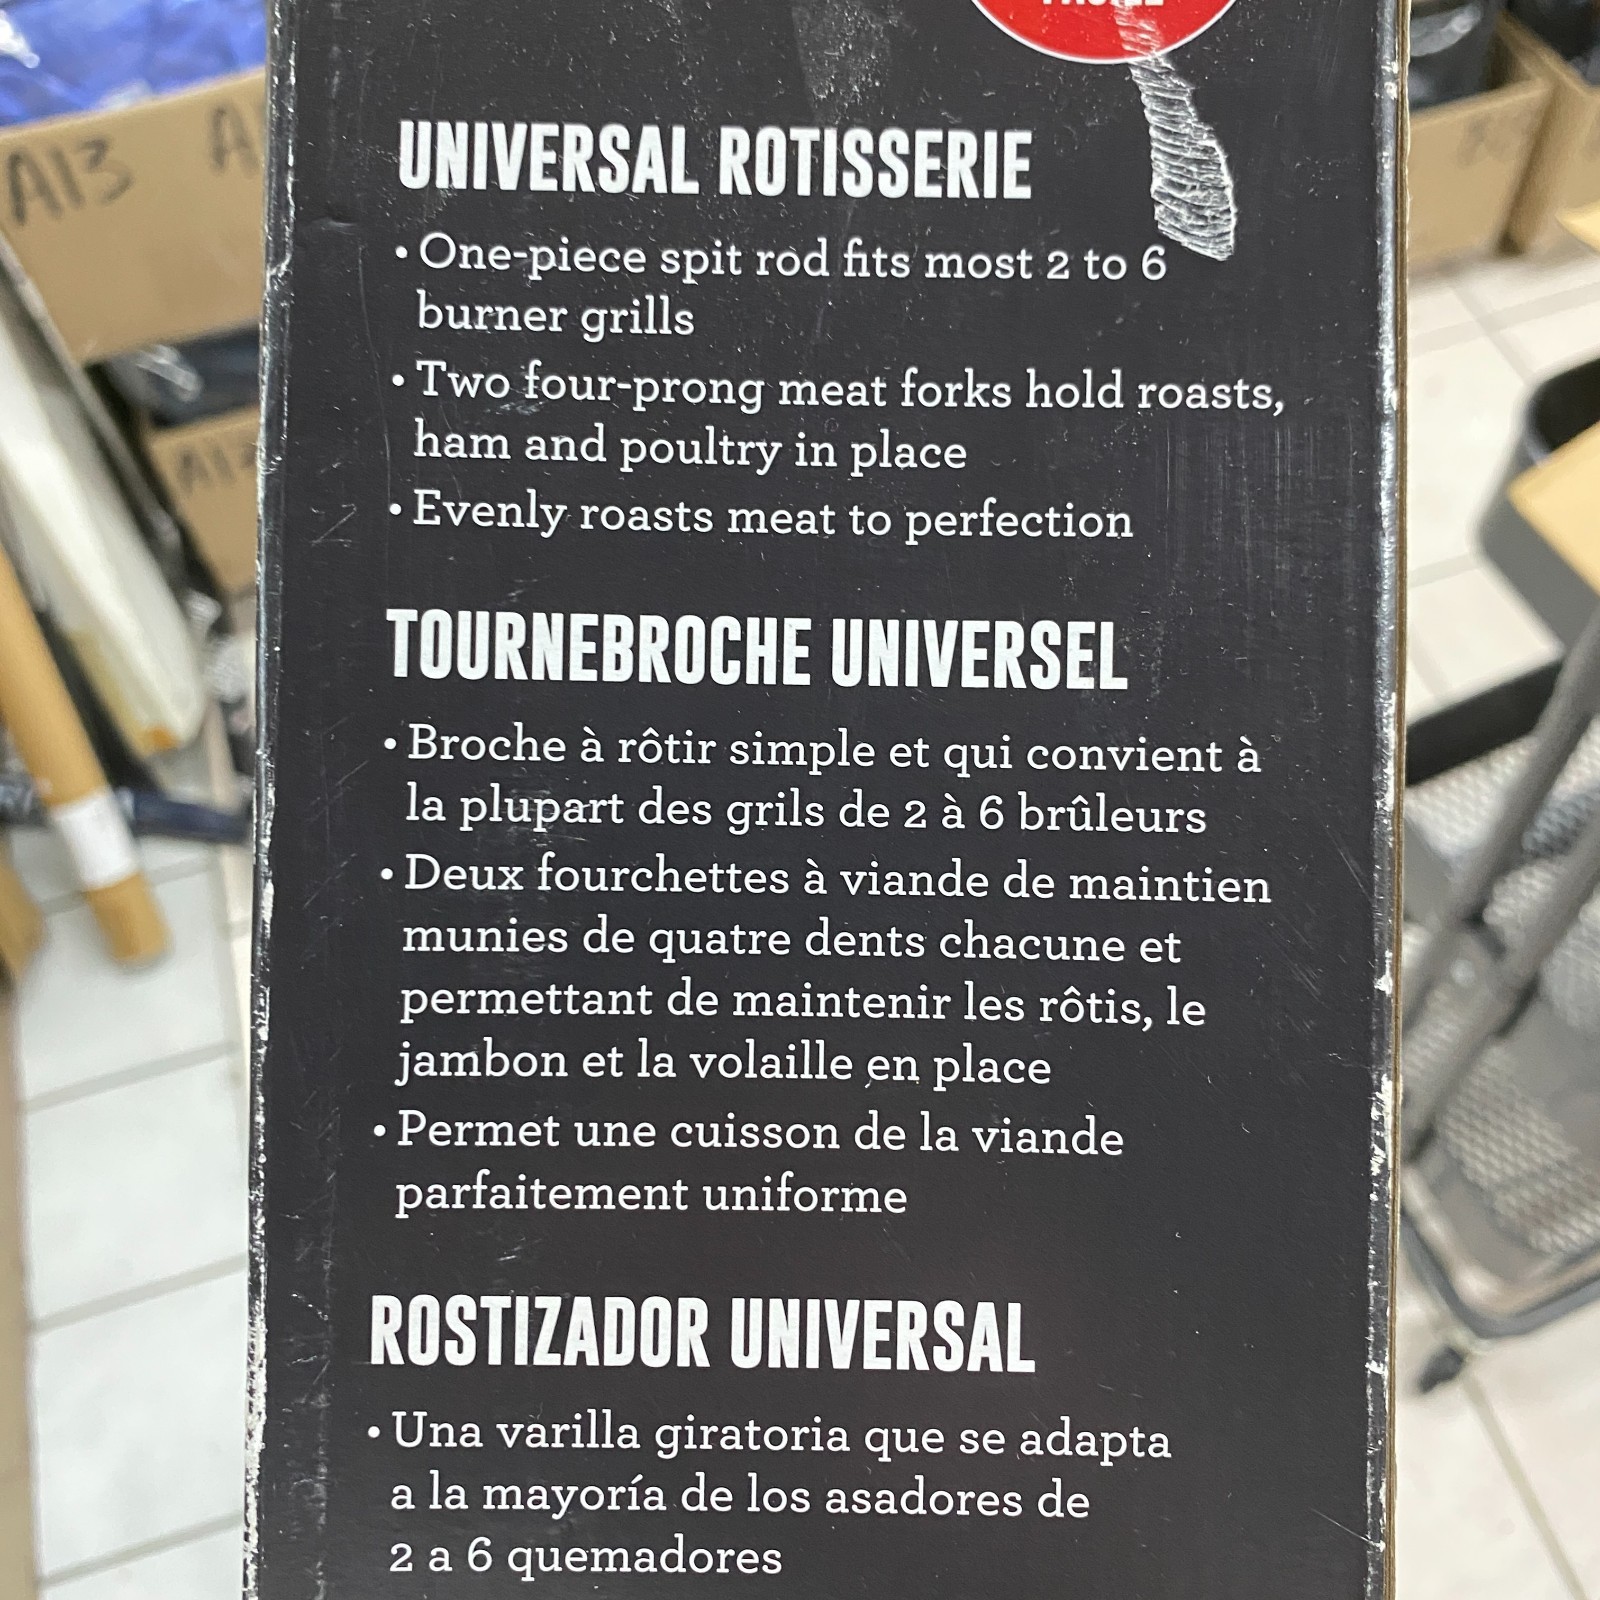 UNIVERSAL ROTISSERIE
• One-piece spit rod fits most 2 to 6
burner grills
• Two four-prong meat forks hold roasts,
ham and poultry in place
• Evenly roasts meat to perfection
TOURNEBROCHE UNIVERSEL
• Broche à rôtir simple et qui convient à
la plupart des grils de 2 à 6 brûleurs
• Deux fourchettes à viande de maintien
munies de quatre dents chacune et
permettant de maintenir les rôtis, le
jambon et la volaille en place
• Permet une cuisson de la viande
parfaitement uniforme
ROSTIZADOR UNIVERSAL
• Una varilla giratoria que se adapta
a la mayoría de los asadores de
2 a 6 quemadores
A13